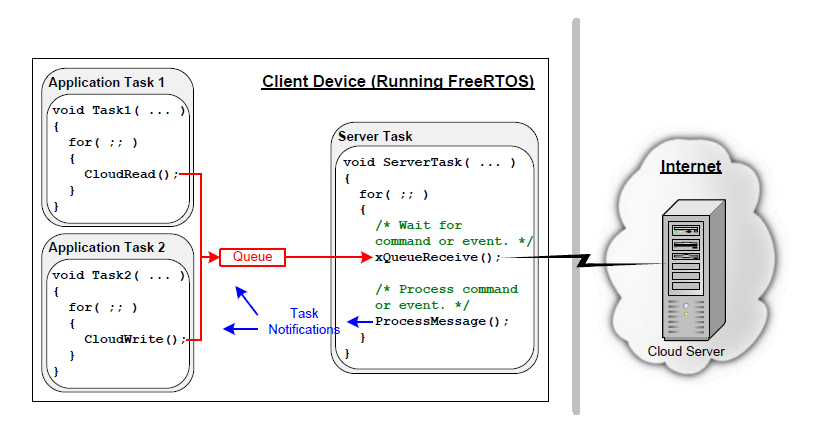 Client Device (Running FreeRTOS)
Application Task 1
void Task1( ... )
{
for( ;; )
{
CloudRead();
}
}
Application Task 2
void Task2( ... )
{
for( ;; )
{
CloudWrite();
}
}
Queue
Task
Notifications
Server Task
void ServerTask( ... )
{
for( ;; )
{
/* Wait for
command or event. */
xQueueReceive();
/* Process command
or event. */
ProcessMessage();
}
}
Internet
Cloud Server